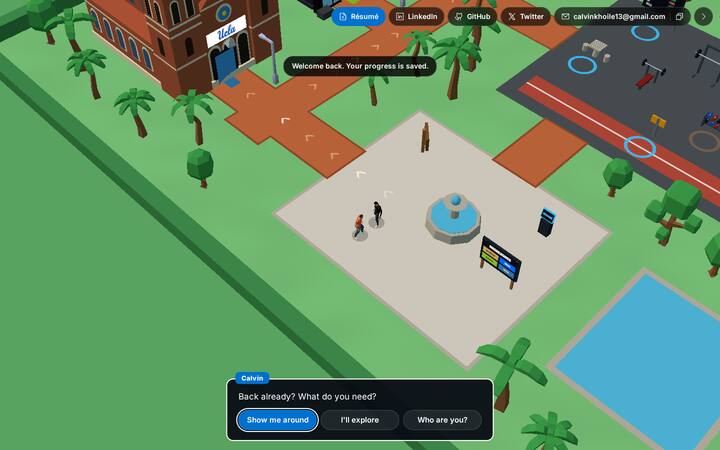 Résumé
LinkedIn
GitHub
Twitter
calvinkhoile13@gmail.com
Ucla
Welcome back. Your progress is saved.
Calvin
Back already? What do you need?
Show me around
I'll explore
Who are you?